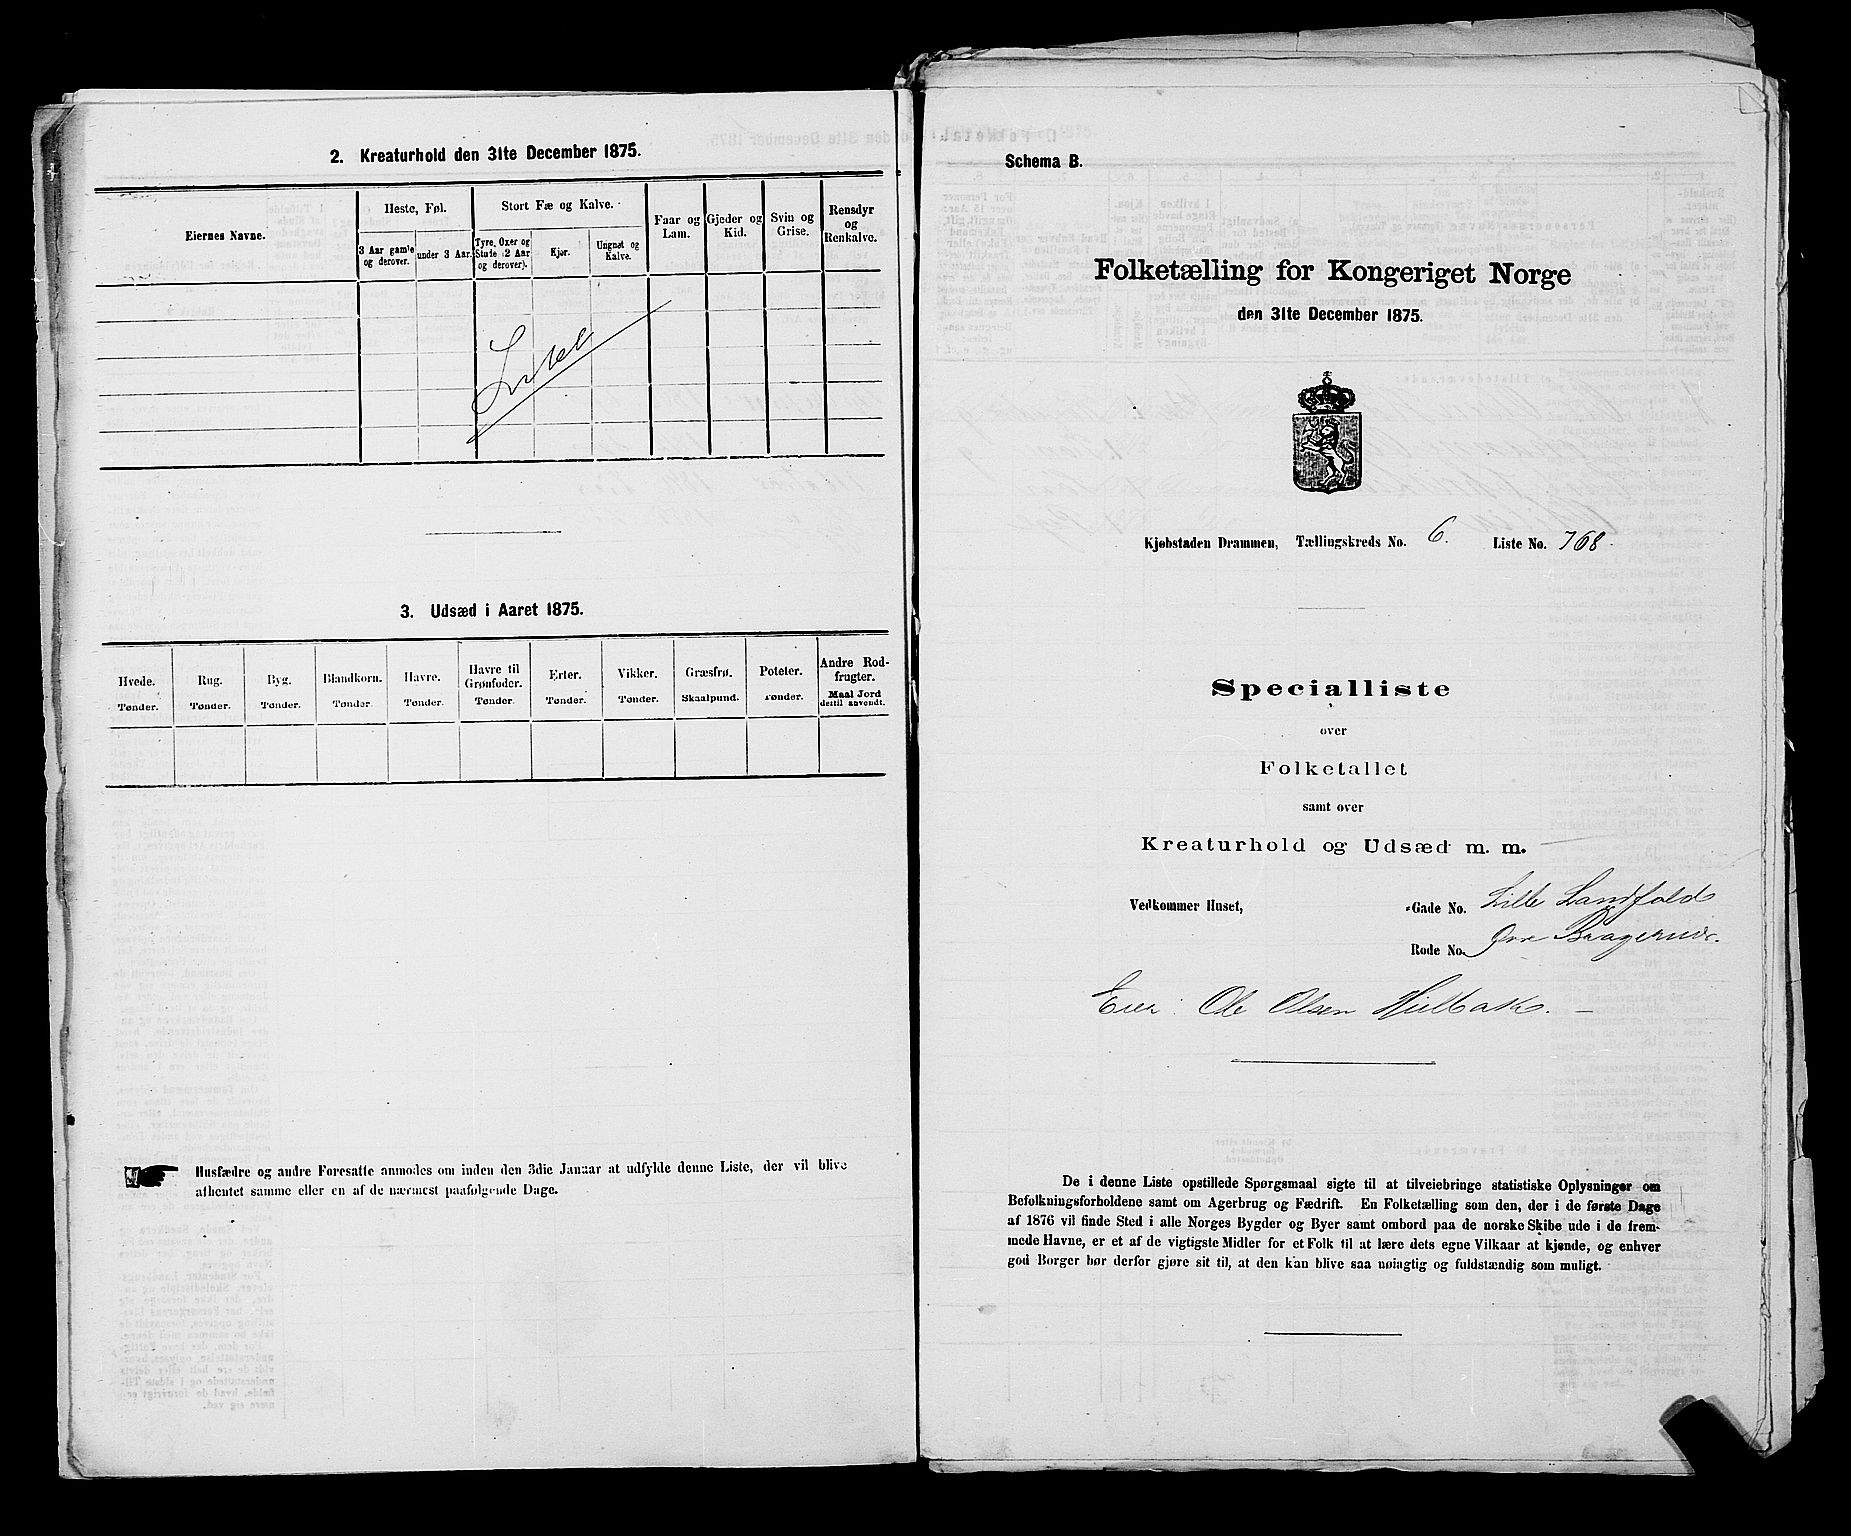 2. Kreaturhold den 31te December 1875.
Eiernes Navne.
Heste, Føl.
3 Aar gamle og derover.
under 3 Aar.
Stort Fæ og Kalve.
Tyre, Oxer og Stude (2 Aar og derover).
Kjør.
Ungnøt og Kalve.
Faar og Lam.
Gjeder og Kid.
Svin og Grise.
Rensdyr og Renkalve.
3. Udsæd i Aaret 1875.
Hvede. Tønder.
Rug. Tønder.
Byg. Tønder.
Blandkorn. Tønder.
Havre. Tønder.
Havre til Grønfoder. Tønder.
Erter. Tønder.
Vikker. Tønder.
Græsfrø. Skaalpund.
Poteter. Tønder.
Andre Rodfrugter. Maal Jord dertil anvendt.
Husfædre og andre Foresatte anmodes om inden den 3die Januar at udfylde denne Liste, der vil blive
afhentet samme eller en af de nærmest paafølgende Dage.
Schema B.
Folketælling for Kongeriget Norge
den 31te December 1875.
Kjøbstaden Drammen, Tællingskreds No. 6. Liste No. 768.
Specialliste
over
Folketallet
samt over
Kreaturhold og Udsæd m. m.
Vedkommer Huset, -Gade No. Lille Landfald
Rode No. Øvre Bragernes.
Eier: Ole Olsen Hielbak.
De i denne Liste opstillede Spørgsmaal sigte til at tilveiebringe statistiske Oplysninger om
Befolkningsforholdene samt om Agerbrug og Fædrift. En Folketælling som den, der i de første Dage
af 1876 vil finde Sted i alle Norges Bygder og Byer samt ombord paa de norske Skibe ude i de frem-
mede Havne, er et af de vigtigste Midler for et Folk til at lære dets egne Vilkaar at kjende, og enhver
god Borger bør derfor gjøre sit til, at den kan blive saa nøiagtig og fuldstændig som muligt.